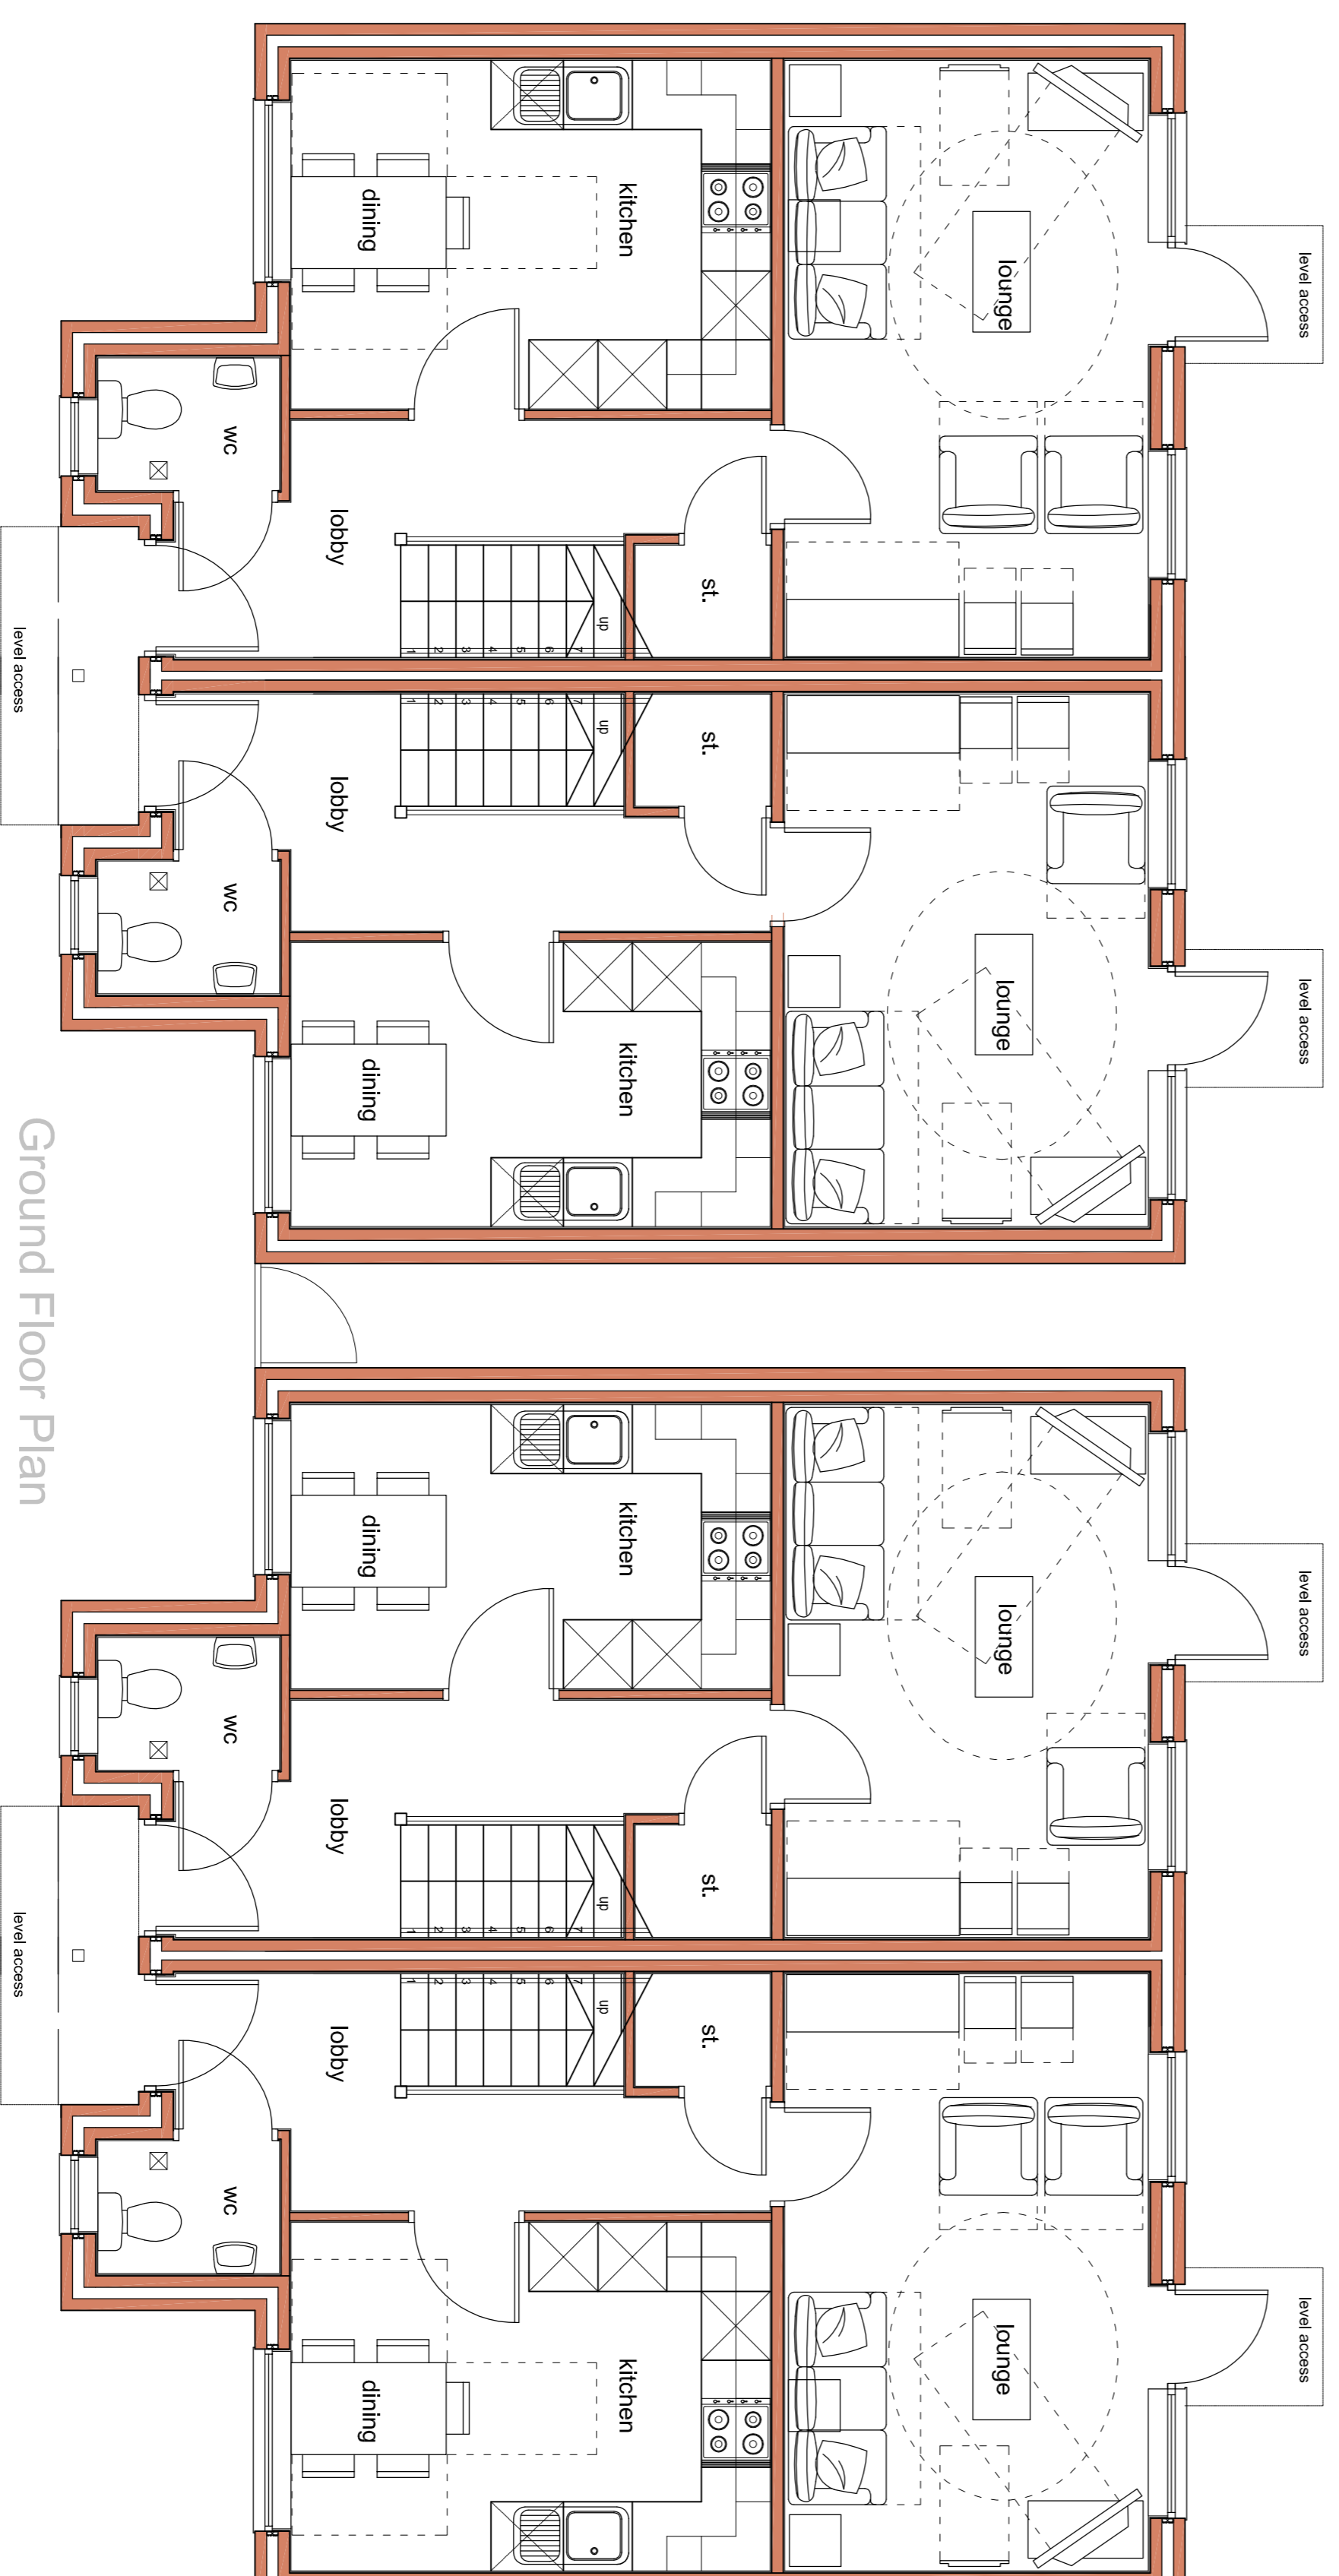 level access
lounge
kitchen
dining
wc
lobby
st.
up
1
2
3
4
5
6
7
level access
st.
up
1
2
3
4
5
6
7
lobby
wc
lounge
kitchen
dining
level access
Ground Floor Plan
level access
lounge
kitchen
dining
wc
lobby
st.
up
1
2
3
4
5
6
7
level access
st.
up
1
2
3
4
5
6
7
lobby
wc
lounge
kitchen
dining
level access